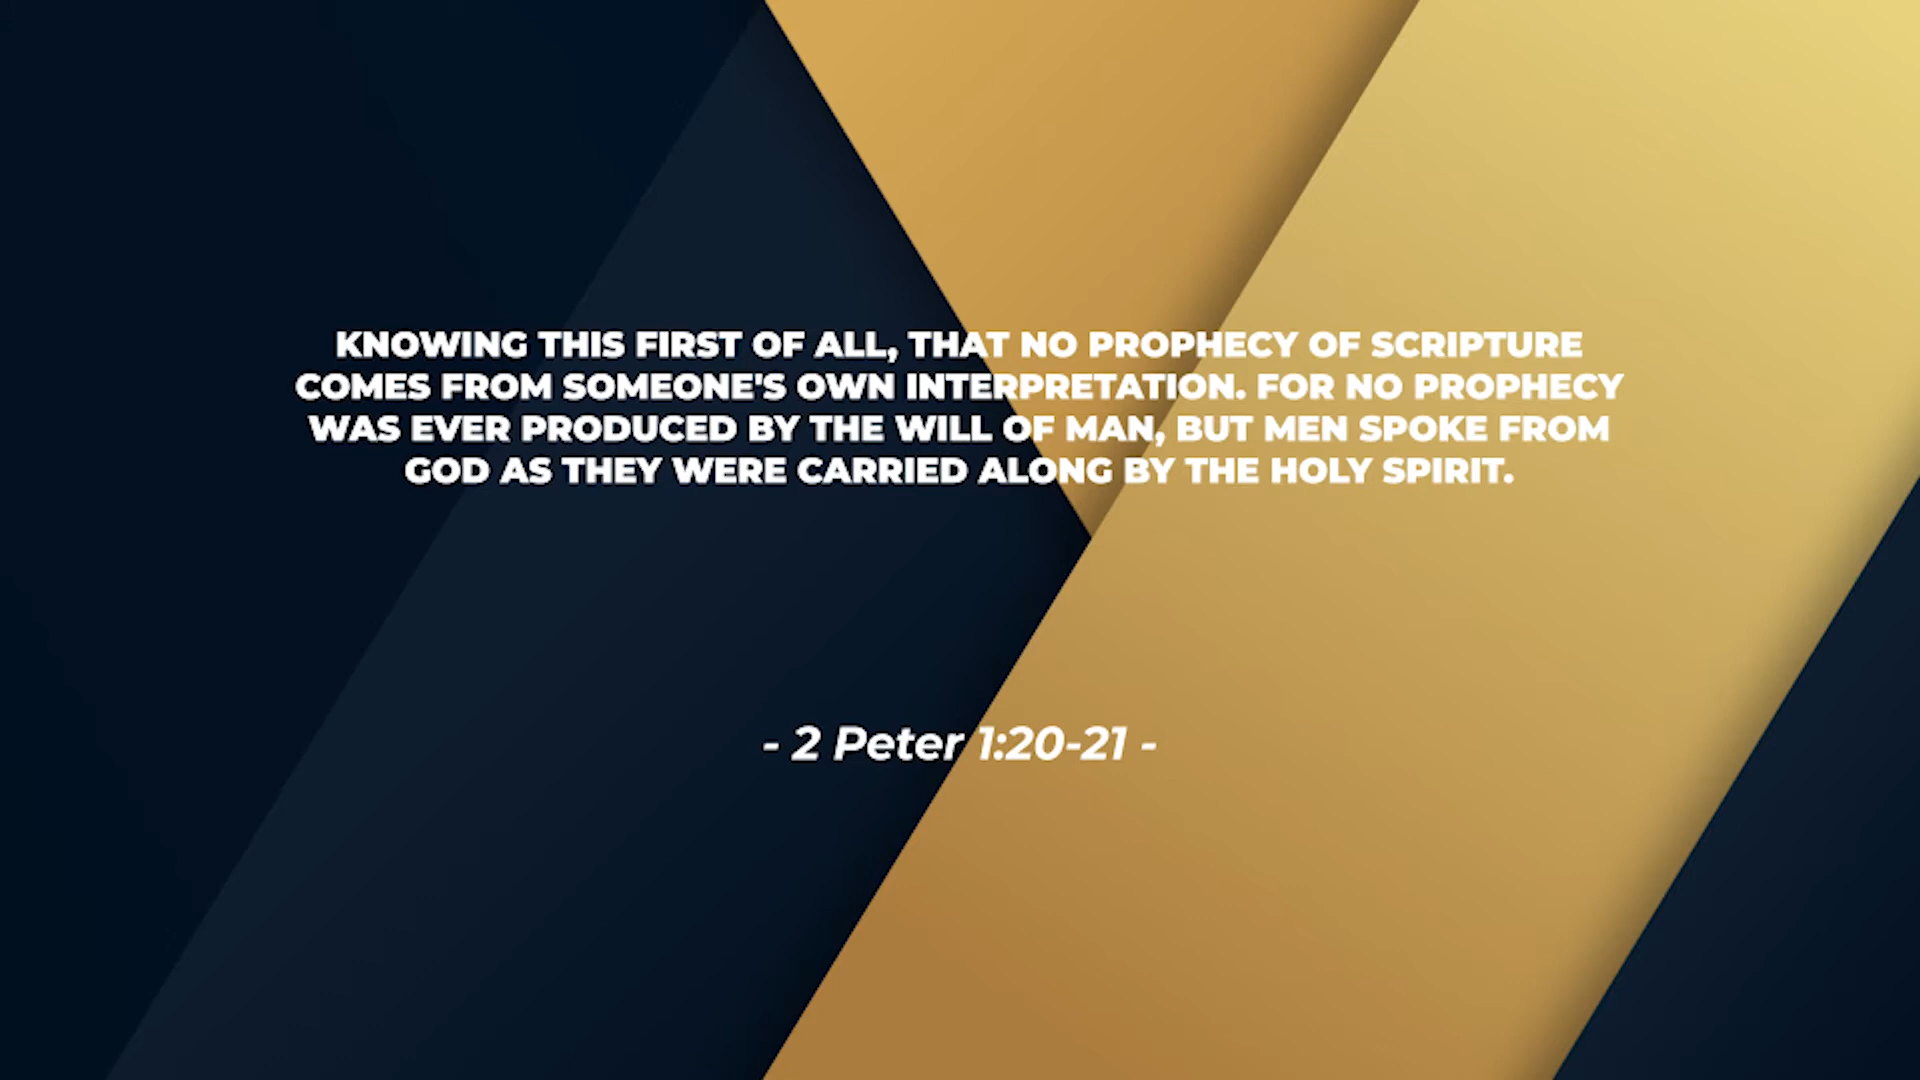 KNOWING THIS FIRST OF ALL, THAT NO PROPHECY OF SCRIPTURE
COMES FROM SOMEONE'S OWN INTERPRETATION. FOR NO PROPHECY
WAS EVER PRODUCED BY THE WILL OF MAN, BUT MEN SPOKE FROM
GOD AS THEY WERE CARRIED ALONG BY THE HOLY SPIRIT.
- 2 Peter 1:20-21 -